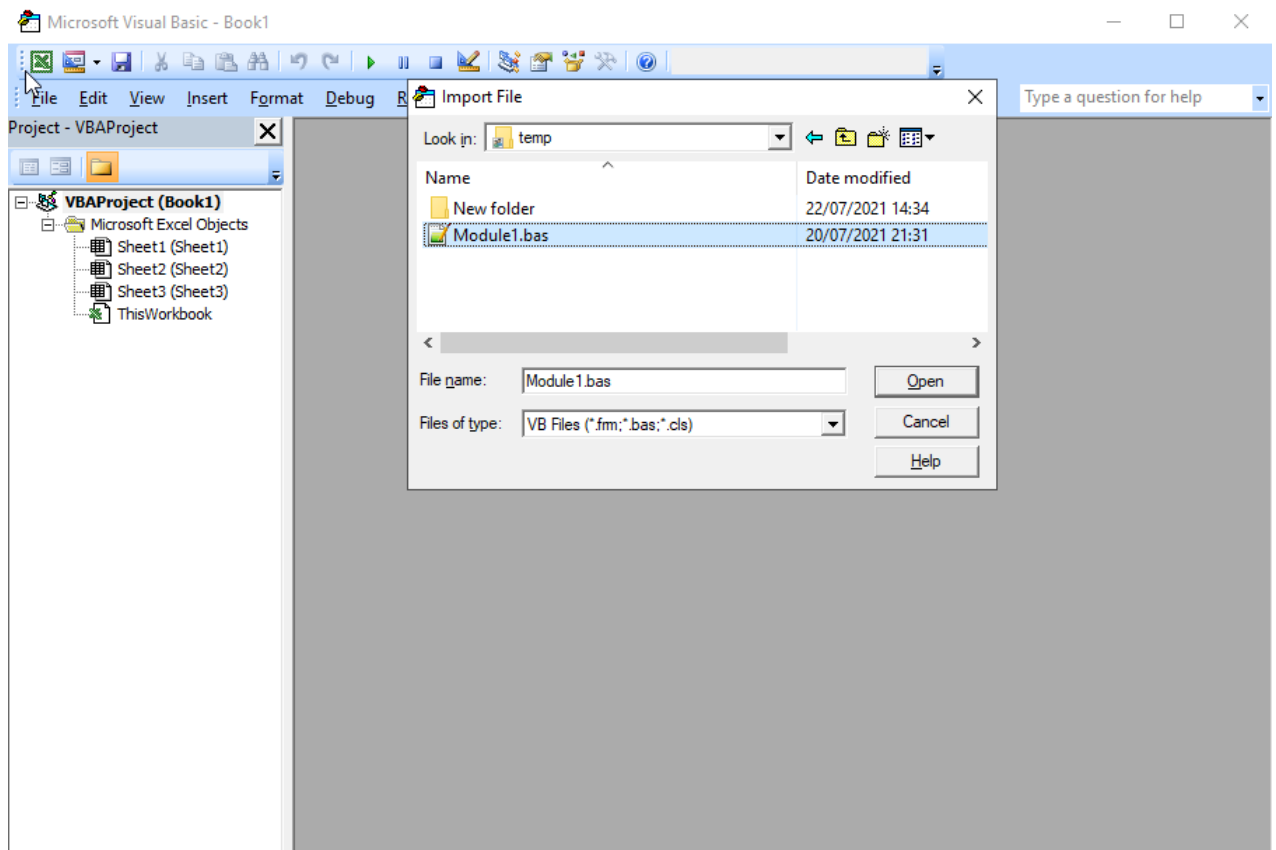 Microsoft Visual Basic - Book1
File Edit View Insert Format Debug R
Type a question for help
Project - VBAProject
VBAProject (Book1)
Microsoft Excel Objects
Sheet1 (Sheet1)
Sheet2 (Sheet2)
Sheet3 (Sheet3)
ThisWorkbook
Import File
Look in: temp
Name Date modified
New folder 22/07/2021 14:34
Module1.bas 20/07/2021 21:31
File name: Module1.bas Open
Files of type: VB Files (*.frm;*.bas;*.cls) Cancel
Help